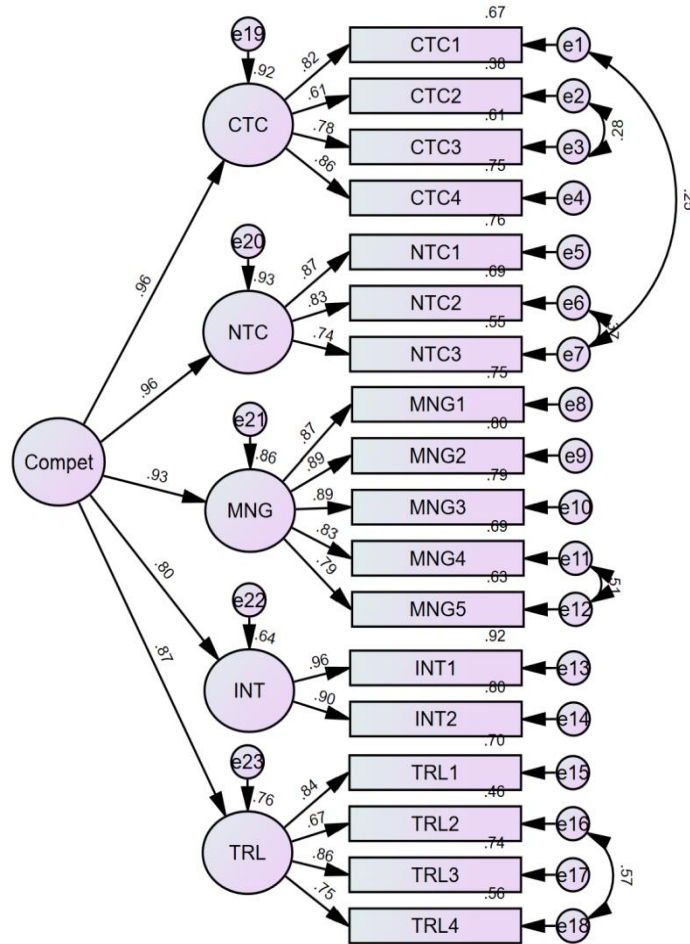 .67
e19
CTC1
e1
.92
.82
.38
CTC2
e2
.61
.61
CTC
.28
.78
CTC3
e3
.75
.86
CTC4
e4
.76
e20
NTC1
e5
.93
.87
.69
NTC2
e6
.83
.55
NTC
.37
.74
NTC3
e7
.75
.96
.96
MNG1
e8
e21
.80
.87
MNG2
e9
.86
.89
.79
Compet
.93
MNG
.89
MNG3
e10
.69
.83
MNG4
e11
.79
.63
.51
.80
MNG5
e12
e22
.92
.64
INT1
e13
.96
.80
INT
.90
INT2
e14
.87
.70
e23
TRL1
e15
.76
.84
.46
TRL2
e16
.67
.74
TRL
.57
.86
TRL3
e17
.56
.75
TRL4
e18